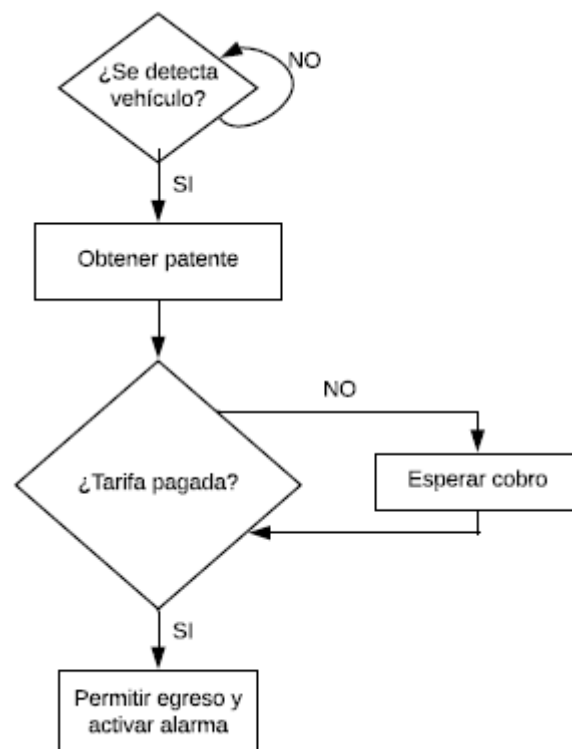 ¿Se detecta
vehículo?
NO
SI
Obtener patente
NO
¿Tarifa pagada?
Esperar cobro
SI
Permitir egreso y
activar alarma